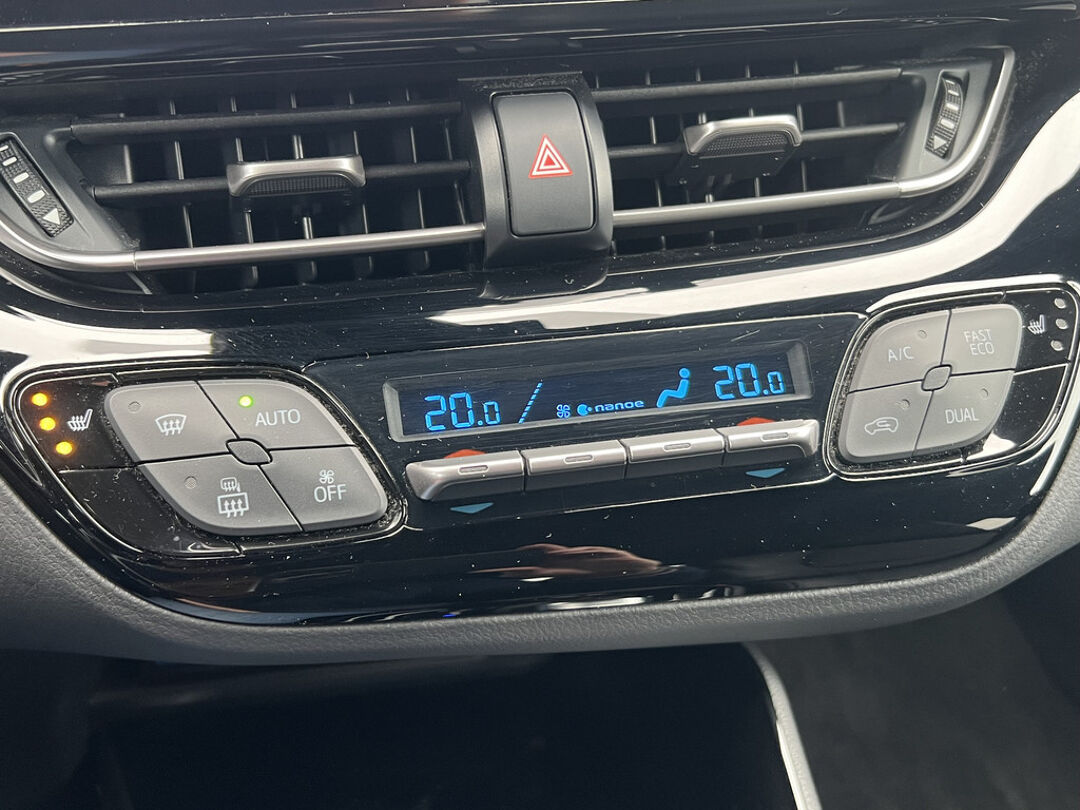 AUTO
OFF
20.0
nanoe
20.0
A/C
FAST
ECO
DUAL